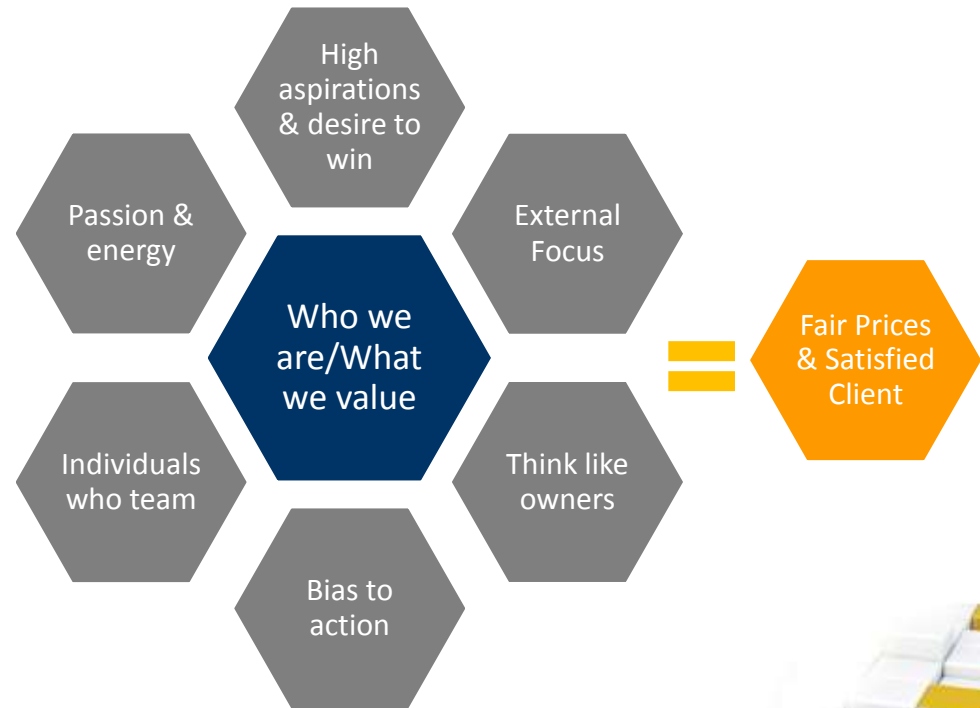 High
aspirations
& desire to
win
Passion &
energy
External
Focus
Who we
are/What
we value
Fair Prices
& Satisfied
Client
Individuals
who team
Think like
owners
Bias to
action